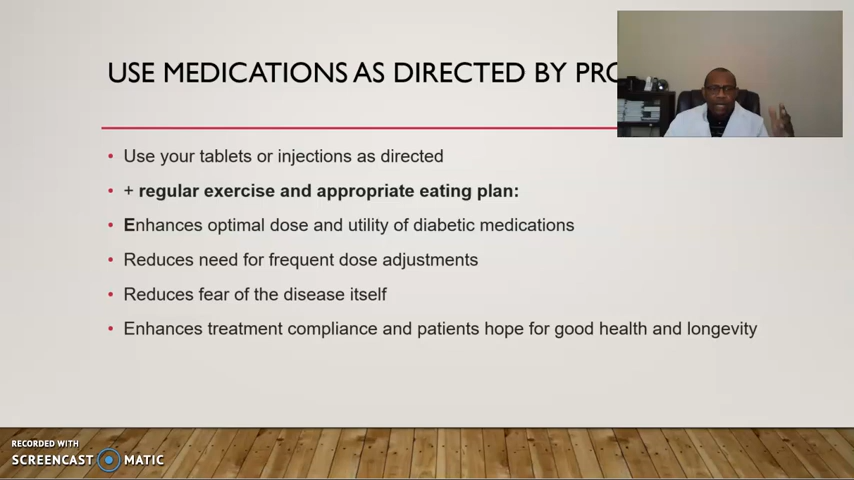 USE MEDICATIONS AS DIRECTED BY
Use your tablets or injections as directed
+ regular exercise and appropriate eating plan:
Enhances optimal dose and utility of diabetic medications
Reduces need for frequent dose adjustments
Reduces fear of the disease itself
Enhances treatment compliance and patients hope for good health and longevity
RECORDED WITH
SCREENCAST MATIC